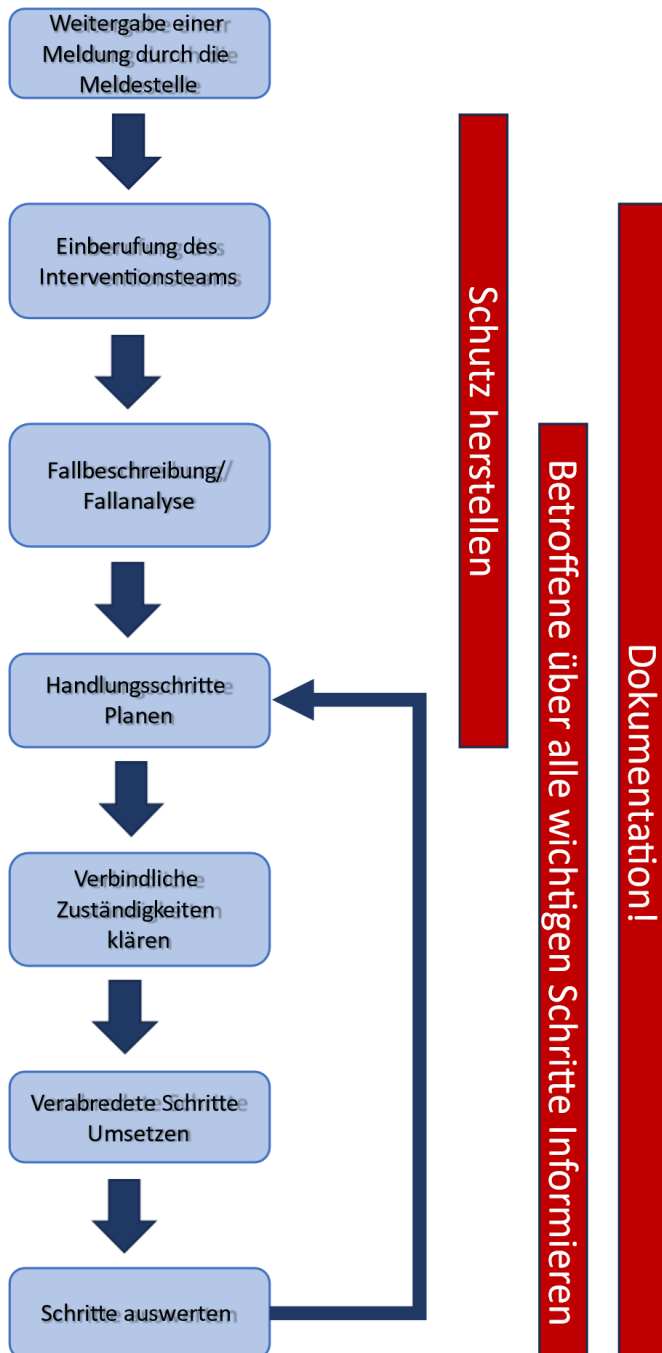 Weitergabe einer
Meldung durch die
Meldestelle
Einberufung des
Interventionsteams
Fallbeschreibung/
Fallanalyse
Handlungsschritte
Planen
Verbindliche
Zuständigkeiten
klären
Verabredete Schritte
Umsetzen
Schritte auswerten
Schutz herstellen
Betroffene über alle wichtigen Schritte Informieren
Dokumentation!